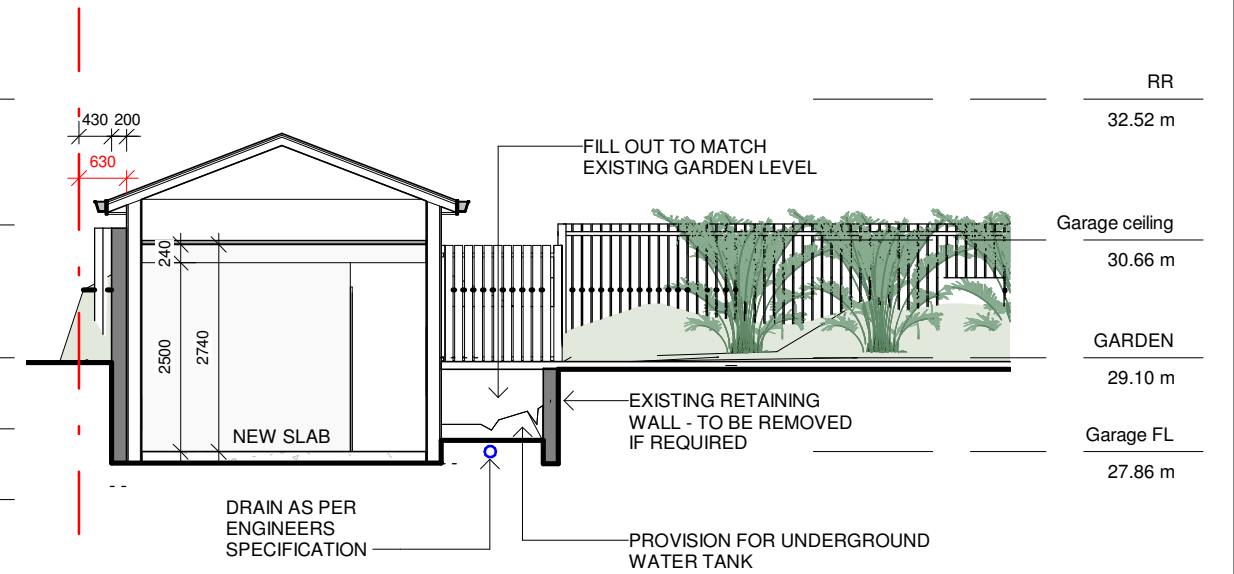 RR
32.52 m
430 200
630
FILL OUT TO MATCH
EXISTING GARDEN LEVEL
Garage ceiling
30.66 m
240
2500
2740
GARDEN
29.10 m
EXISTING RETAINING
WALL - TO BE REMOVED
IF REQUIRED
NEW SLAB
Garage FL
27.86 m
DRAIN AS PER
ENGINEERS
SPECIFICATION
PROVISION FOR UNDERGROUND
WATER TANK